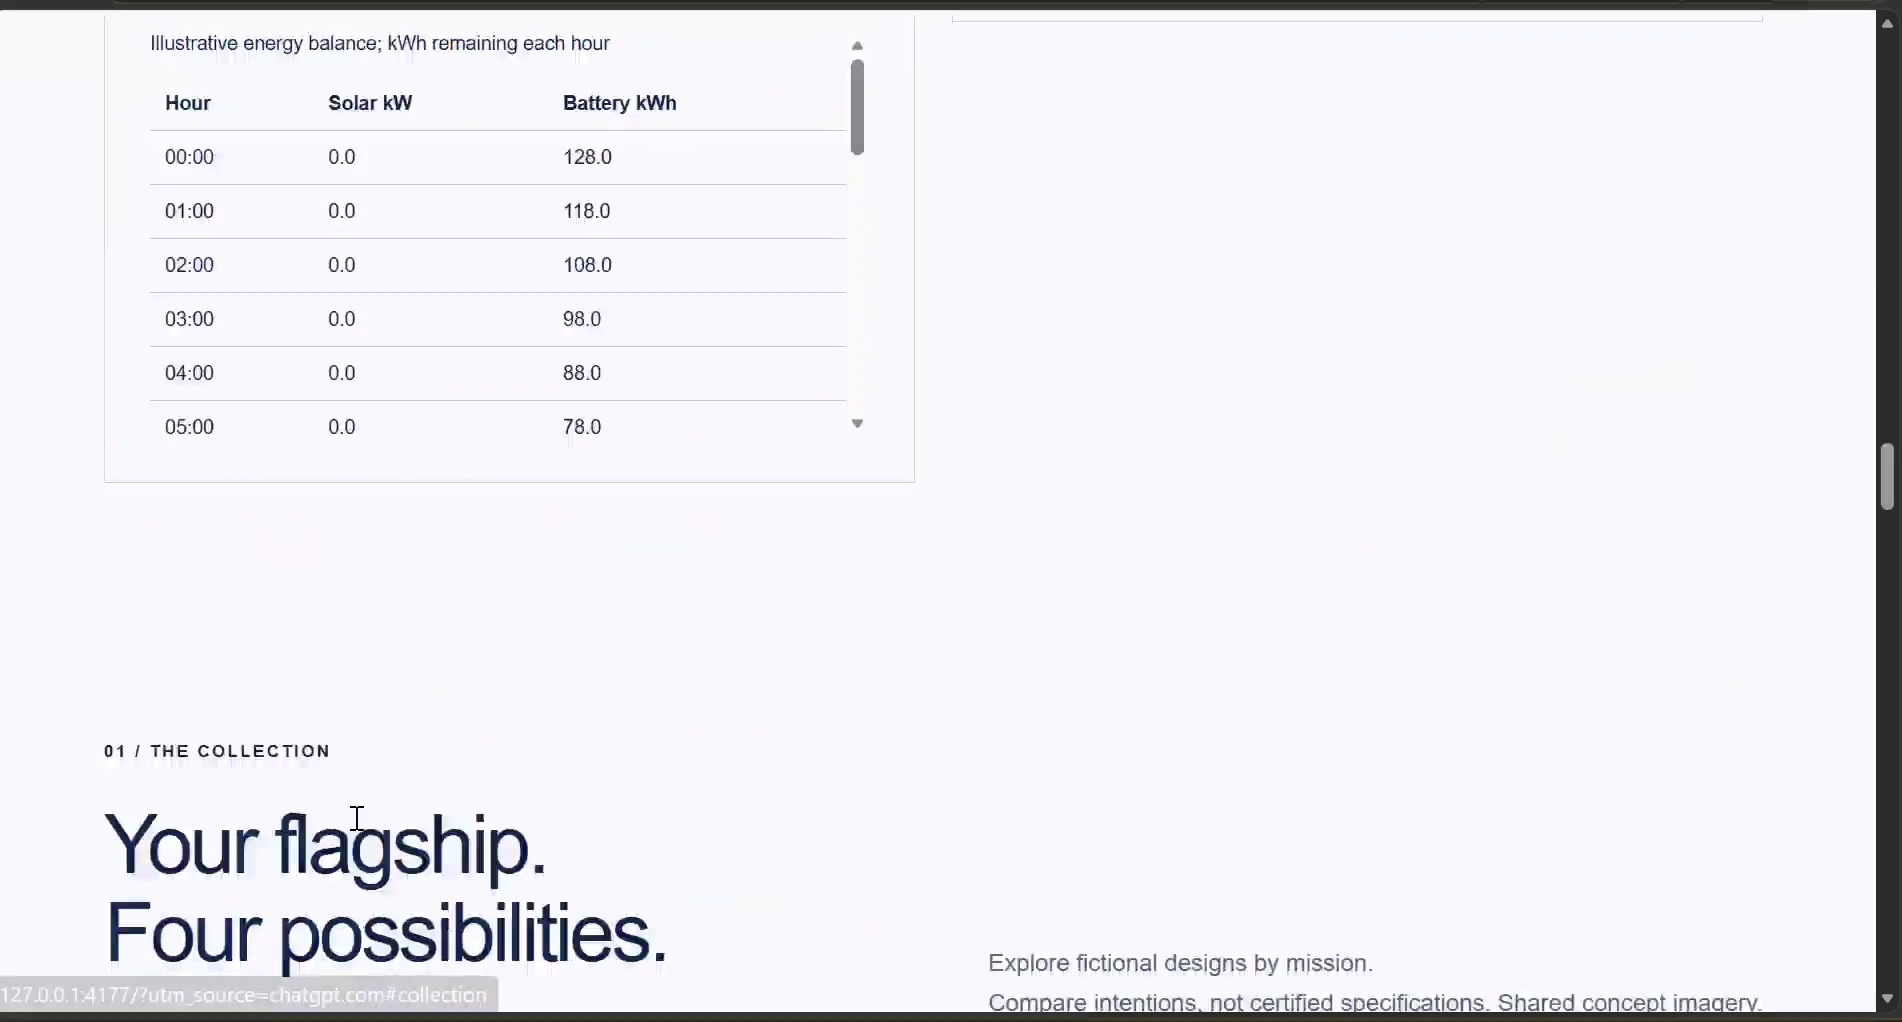 Illustrative energy balance; kWh remaining each hour
Hour Solar kW Battery kWh
00:00 0.0 128.0
01:00 0.0 118.0
02:00 0.0 108.0
03:00 0.0 98.0
04:00 0.0 88.0
05:00 0.0 78.0
01 / THE COLLECTION
Your flagship.
Four possibilities.
Explore fictional designs by mission.
Compare intentions, not certified specifications. Shared concept imagery.
127.0.0.1:4177/?utm_source=chatgpt.com#collection